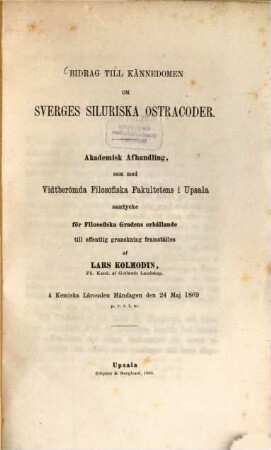 BIDRAG TILL KÄNNEDOMEN
OM
SVERGES SILURISKA OSTRACODER.
Akademisk Afhandling,
som med
Vidtberömda Filosofiska Fakultetens i Upsala
samtycke
för Filosofiska Gradens erhållande
till offentlig granskning framställes
af
LARS KOLMODIN,
Fil. Kand. af Gotlands Landskap.
å Kemiska Lärosalen Måndagen den 24 Maj 1869
p. v. t. f. m.
Upsala
Edquist & Berglund, 1869.